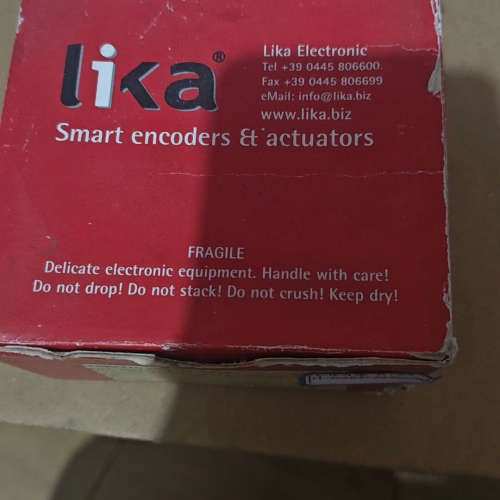 lika®
Lika Electronic
Tel +39 0445 806600.
Fax +39 0445 806699
eMail: info@lika.biz
www.lika.biz
Smart encoders & actuators
FRAGILE
Delicate electronic equipment. Handle with care!
Do not drop! Do not stack! Do not crush! Keep dry!